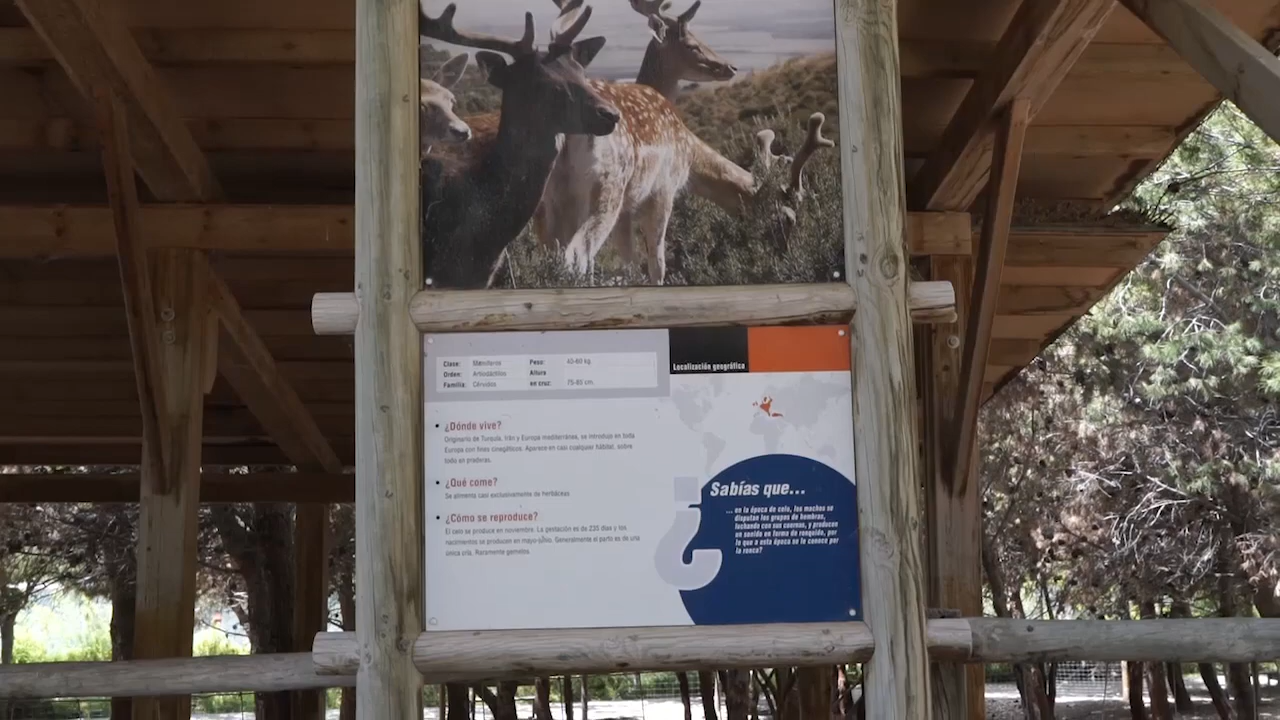 Clase: Mamíferos Peso: 40-80 kg.
Orden: Artiodáctilos Altura
Familia: Cérvidos en cruz: 75-85 cm.
Localización geográfica
• ¿Dónde vive?
Originario de Turquía, Irán y Europa mediterránea, se introdujo en toda
Europa con fines cinegéticos. Aparece en casi cualquier hábitat, sobre
todo en praderas.
• ¿Qué come?
Se alimenta casi exclusivamente de herbáceas
• ¿Cómo se reproduce?
El celo se produce en noviembre. La gestación es de 235 días y los
nacimientos se producen en mayo-junio. Generalmente el parto es de una
única cría. Raramente gemelos.
¿
Sabías que...
... en la época de celo, los machos se
disputan los grupos de hembras,
luchando con sus cuernos, y producen
un sonido en forma de ronquido, por
lo que a esta época se le conoce por
la ronca?